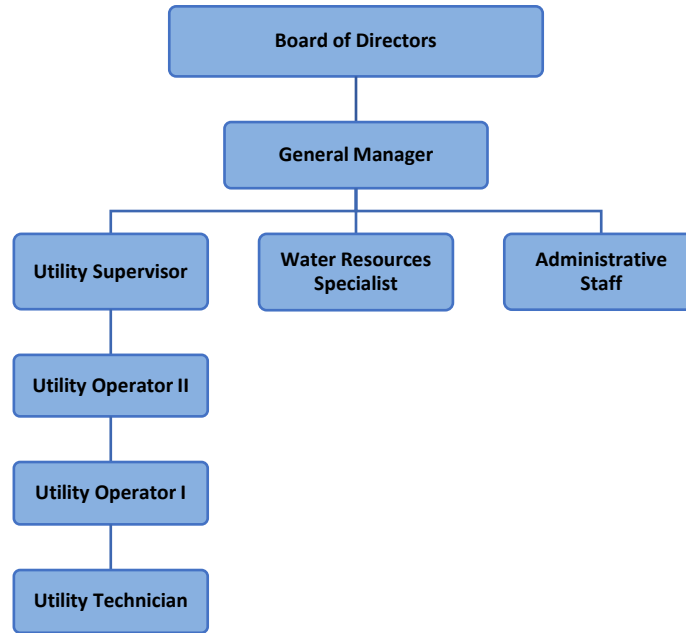 Board of Directors
General Manager
Utility Supervisor
Water Resources
Specialist
Administrative
Staff
Utility Operator II
Utility Operator I
Utility Technician